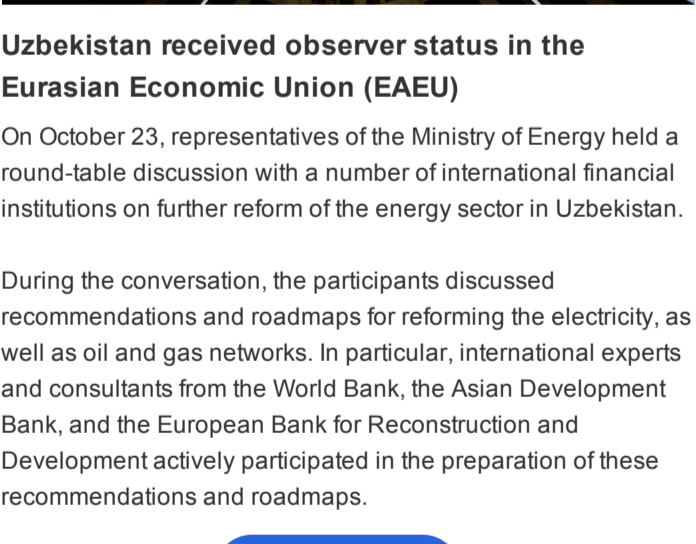 Uzbekistan received observer status in the
Eurasian Economic Union (EAEU)
On October 23, representatives of the Ministry of Energy held a
round-table discussion with a number of international financial
institutions on further reform of the energy sector in Uzbekistan.
During the conversation, the participants discussed
recommendations and roadmaps for reforming the electricity, as
well as oil and gas networks. In particular, international experts
and consultants from the World Bank, the Asian Development
Bank, and the European Bank for Reconstruction and
Development actively participated in the preparation of these
recommendations and roadmaps.